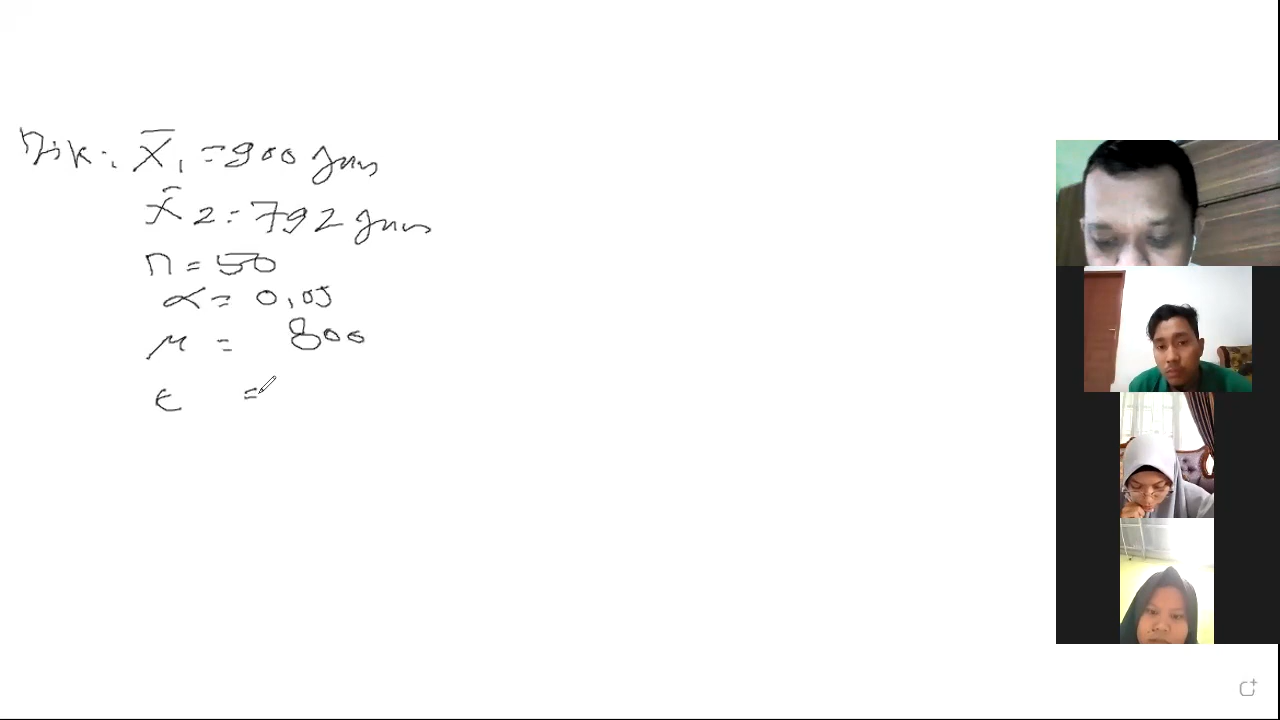 Dik: X̄₁ = 900 gram
X̄₂ = 792 gram
n = 50
α = 0,05
μ = 800
ε =